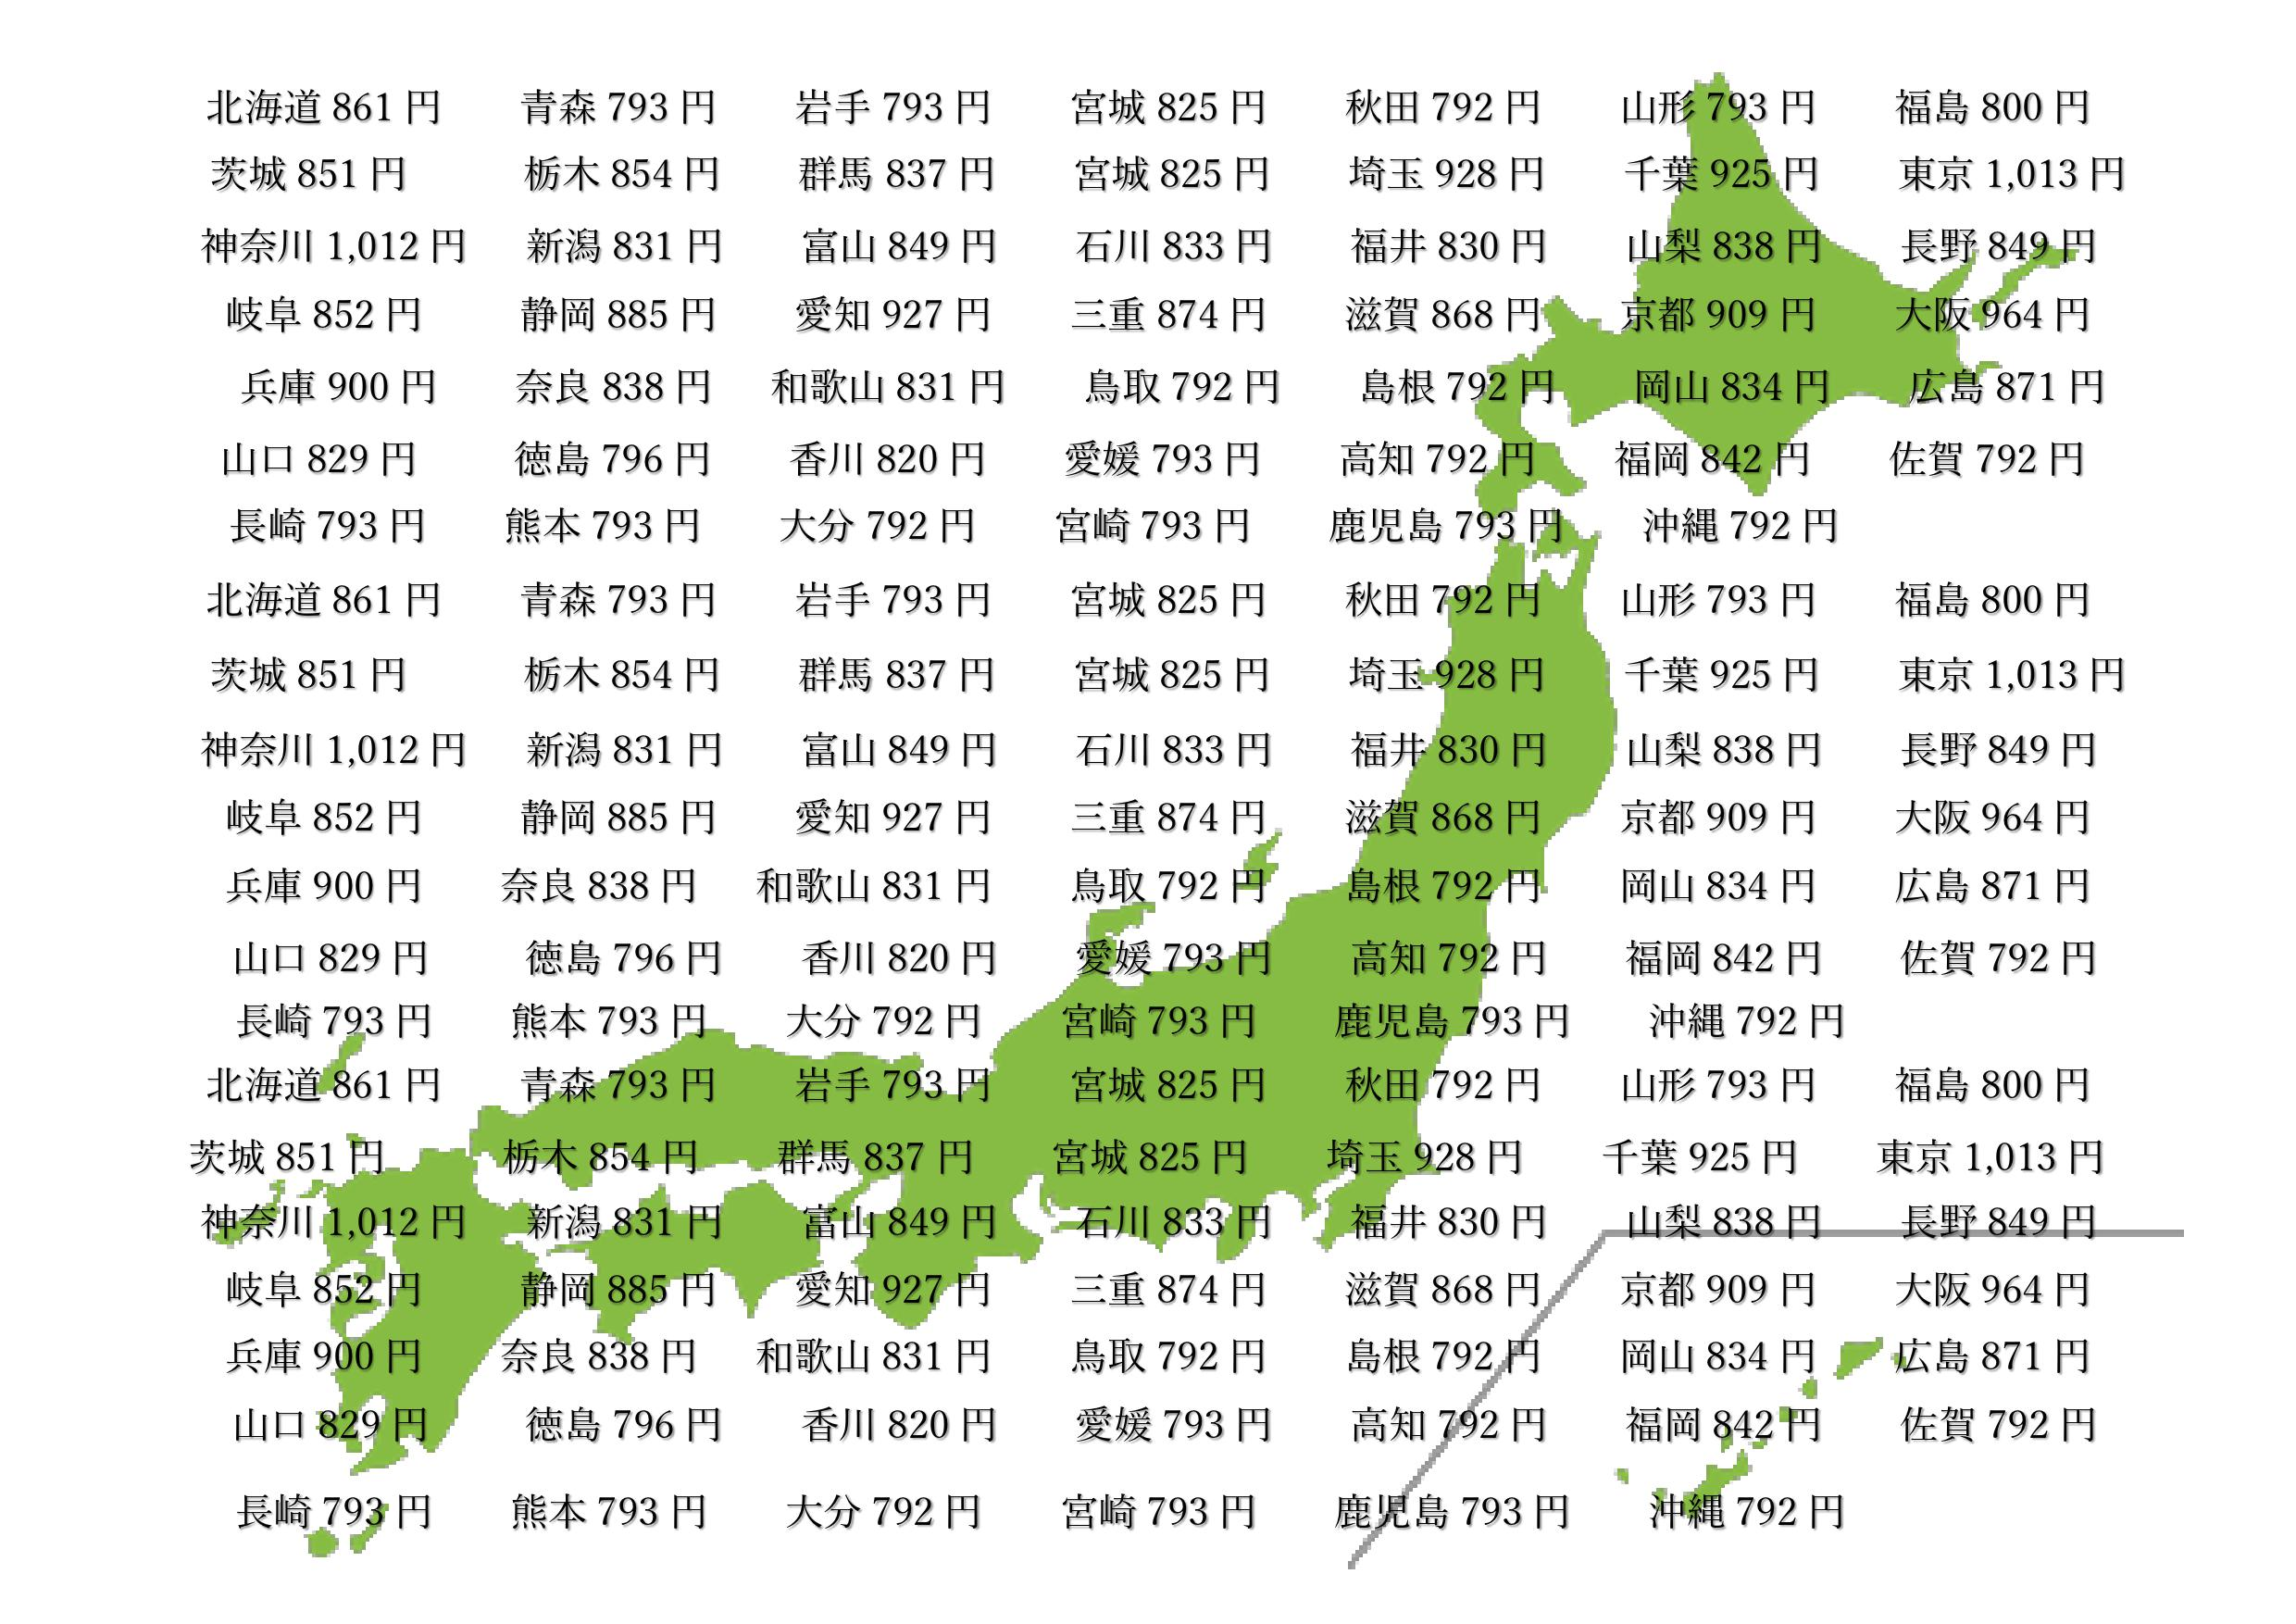 北海道 861 円 青森 793 円 岩手 793 円 宮城 825 円 秋田 792 円 山形 793 円 福島 800 円
茨城 851 円 栃木 854 円 群馬 837 円 宮城 825 円 埼玉 928 円 千葉 925 円 東京 1,013 円
神奈川 1,012 円 新潟 831 円 富山 849 円 石川 833 円 福井 830 円 山梨 838 円 長野 849 円
岐阜 852 円 静岡 885 円 愛知 927 円 三重 874 円 滋賀 868 円 京都 909 円 大阪 964 円
兵庫 900 円 奈良 838 円 和歌山 831 円 鳥取 792 円 島根 792 円 岡山 834 円 広島 871 円
山口 829 円 徳島 796 円 香川 820 円 愛媛 793 円 高知 792 円 福岡 842 円 佐賀 792 円
長崎 793 円 熊本 793 円 大分 792 円 宮崎 793 円 鹿児島 793 円 沖縄 792 円
北海道 861 円 青森 793 円 岩手 793 円 宮城 825 円 秋田 792 円 山形 793 円 福島 800 円
茨城 851 円 栃木 854 円 群馬 837 円 宮城 825 円 埼玉 928 円 千葉 925 円 東京 1,013 円
神奈川 1,012 円 新潟 831 円 富山 849 円 石川 833 円 福井 830 円 山梨 838 円 長野 849 円
岐阜 852 円 静岡 885 円 愛知 927 円 三重 874 円 滋賀 868 円 京都 909 円 大阪 964 円
兵庫 900 円 奈良 838 円 和歌山 831 円 鳥取 792 円 島根 792 円 岡山 834 円 広島 871 円
山口 829 円 徳島 796 円 香川 820 円 愛媛 793 円 高知 792 円 福岡 842 円 佐賀 792 円
長崎 793 円 熊本 793 円 大分 792 円 宮崎 793 円 鹿児島 793 円 沖縄 792 円
北海道 861 円 青森 793 円 岩手 793 円 宮城 825 円 秋田 792 円 山形 793 円 福島 800 円
茨城 851 円 栃木 854 円 群馬 837 円 宮城 825 円 埼玉 928 円 千葉 925 円 東京 1,013 円
神奈川 1,012 円 新潟 831 円 富山 849 円 石川 833 円 福井 830 円 山梨 838 円 長野 849 円
岐阜 852 円 静岡 885 円 愛知 927 円 三重 874 円 滋賀 868 円 京都 909 円 大阪 964 円
兵庫 900 円 奈良 838 円 和歌山 831 円 鳥取 792 円 島根 792 円 岡山 834 円 広島 871 円
山口 829 円 徳島 796 円 香川 820 円 愛媛 793 円 高知 792 円 福岡 842 円 佐賀 792 円
長崎 793 円 熊本 793 円 大分 792 円 宮崎 793 円 鹿児島 793 円 沖縄 792 円